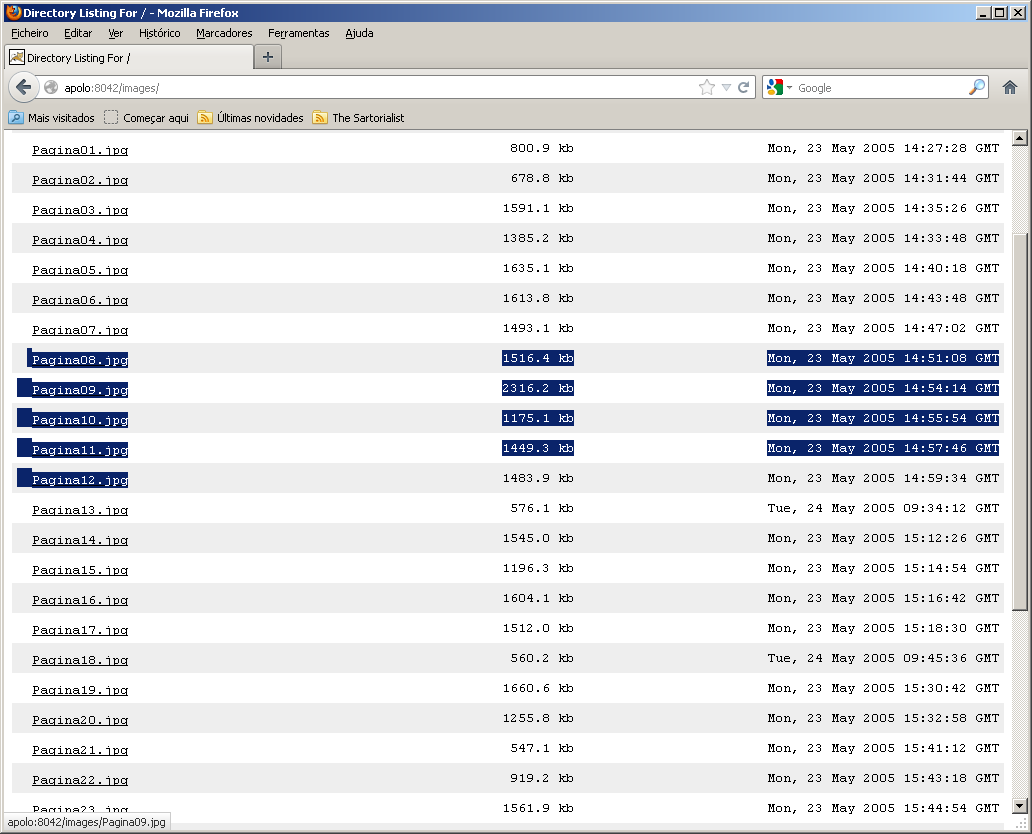 Directory Listing For / - Mozilla Firefox
Ficheiro Editar Ver Histórico Marcadores Ferramentas Ajuda
Directory Listing For /
apolo:8042/images/
Google
Mais visitados Começar aqui Últimas novidades The Sartorialist
Pagina01.jpg 800.9 kb Mon, 23 May 2005 14:27:28 GMT
Pagina02.jpg 678.8 kb Mon, 23 May 2005 14:31:44 GMT
Pagina03.jpg 1591.1 kb Mon, 23 May 2005 14:35:26 GMT
Pagina04.jpg 1385.2 kb Mon, 23 May 2005 14:33:48 GMT
Pagina05.jpg 1635.1 kb Mon, 23 May 2005 14:40:18 GMT
Pagina06.jpg 1613.8 kb Mon, 23 May 2005 14:43:48 GMT
Pagina07.jpg 1493.1 kb Mon, 23 May 2005 14:47:02 GMT
Pagina08.jpg 1516.4 kb Mon, 23 May 2005 14:51:08 GMT
Pagina09.jpg 2316.2 kb Mon, 23 May 2005 14:54:14 GMT
Pagina10.jpg 1175.1 kb Mon, 23 May 2005 14:55:54 GMT
Pagina11.jpg 1449.3 kb Mon, 23 May 2005 14:57:46 GMT
Pagina12.jpg 1483.9 kb Mon, 23 May 2005 14:59:34 GMT
Pagina13.jpg 576.1 kb Tue, 24 May 2005 09:34:12 GMT
Pagina14.jpg 1545.0 kb Mon, 23 May 2005 15:12:26 GMT
Pagina15.jpg 1196.3 kb Mon, 23 May 2005 15:14:54 GMT
Pagina16.jpg 1604.1 kb Mon, 23 May 2005 15:16:42 GMT
Pagina17.jpg 1512.0 kb Mon, 23 May 2005 15:18:30 GMT
Pagina18.jpg 560.2 kb Tue, 24 May 2005 09:45:36 GMT
Pagina19.jpg 1660.6 kb Mon, 23 May 2005 15:30:42 GMT
Pagina20.jpg 1255.8 kb Mon, 23 May 2005 15:32:58 GMT
Pagina21.jpg 547.1 kb Mon, 23 May 2005 15:41:12 GMT
Pagina22.jpg 919.2 kb Mon, 23 May 2005 15:43:18 GMT
Pagina23.jpg 1561.9 kb Mon, 23 May 2005 15:44:54 GMT
apolo:8042/images/Pagina09.jpg